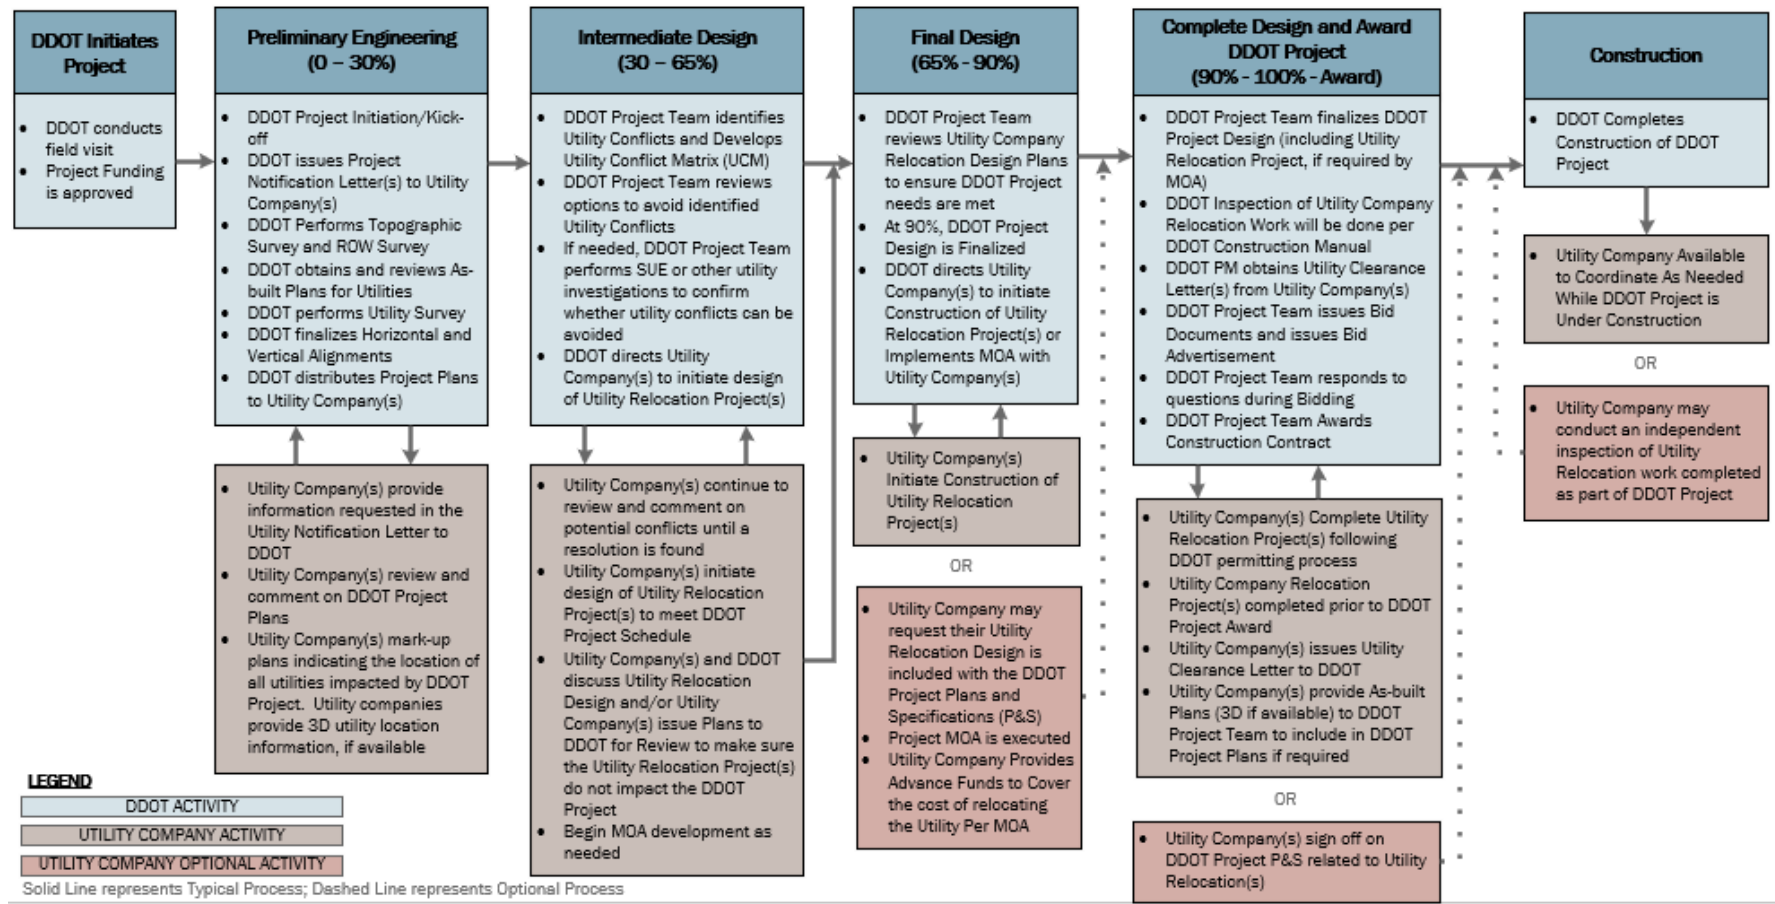 DDOT Initiates
Project
• DDOT conducts
field visit
• Project Funding
is approved
Preliminary Engineering
(0 – 30%)
• DDOT Project Initiation/Kick-
off
• DDOT issues Project
Notification Letter(s) to Utility
Company(s)
• DDOT Performs Topographic
Survey and ROW Survey
• DDOT obtains and reviews As-
built Plans for Utilities
• DDOT performs Utility Survey
• DDOT finalizes Horizontal and
Vertical Alignments
• DDOT distributes Project Plans
to Utility Company(s)
• Utility Company(s) provide
information requested in the
Utility Notification Letter to
DDOT
• Utility Company(s) review and
comment on DDOT Project
Plans
• Utility Company(s) mark-up
plans indicating the location of
all utilities impacted by DDOT
Project. Utility companies
provide 3D utility location
information, if available
Intermediate Design
(30 – 65%)
• DDOT Project Team identifies
Utility Conflicts and Develops
Utility Conflict Matrix (UCM)
• DDOT Project Team reviews
options to avoid identified
Utility Conflicts
• If needed, DDOT Project Team
performs SUE or other utility
investigations to confirm
whether utility conflicts can be
avoided
• DDOT directs Utility
Company(s) to initiate design
of Utility Relocation Project(s)
• Utility Company(s) continue to
review and comment on
potential conflicts until a
resolution is found
• Utility Company(s) initiate
design of Utility Relocation
Project(s) to meet DDOT
Project Schedule
• Utility Company(s) and DDOT
discuss Utility Relocation
Design and/or Utility
Company(s) issue Plans to
DDOT for Review to make sure
the Utility Relocation Project(s)
do not impact the DDOT
Project
• Begin MOA development as
needed
Final Design
(65% - 90%)
• DDOT Project Team
reviews Utility Company
Relocation Design Plans
to ensure DDOT Project
needs are met
• At 90%, DDOT Project
Design is Finalized
• DDOT directs Utility
Company(s) to initiate
Construction of Utility
Relocation Project(s) or
Implements MOA with
Utility Company(s)
• Utility Company(s)
Initiate Construction of
Utility Relocation
Project(s)
OR
• Utility Company may
request their Utility
Relocation Design is
included with the DDOT
Project Plans and
Specifications (P&S)
• Project MOA is executed
• Utility Company Provides
Advance Funds to Cover
the cost of relocating
the Utility Per MOA
Complete Design and Award
DDOT Project
(90% - 100% - Award)
• DDOT Project Team finalizes DDOT
Project Design (including Utility
Relocation Project, if required by
MOA)
• DDOT Inspection of Utility Company
Relocation Work will be done per
DDOT Construction Manual
• DDOT PM obtains Utility Clearance
Letter(s) from Utility Company(s)
• DDOT Project Team issues Bid
Documents and issues Bid
Advertisement
• DDOT Project Team responds to
questions during Bidding
• DDOT Project Team Awards
Construction Contract
• Utility Company(s) Complete Utility
Relocation Project(s) following
DDOT permitting process
• Utility Company Relocation
Project(s) completed prior to DDOT
Project Award
• Utility Company(s) issues Utility
Clearance Letter to DDOT
• Utility Company(s) provide As-built
Plans (3D if available) to DDOT
Project Team to include in DDOT
Project Plans if required
OR
• Utility Company(s) sign off on
DDOT Project P&S related to Utility
Relocation(s)
Construction
• DDOT Completes
Construction of DDOT
Project
• Utility Company Available
to Coordinate As Needed
While DDOT Project is
Under Construction
OR
• Utility Company may
conduct an independent
inspection of Utility
Relocation work completed
as part of DDOT Project
LEGEND
DDOT ACTIVITY
UTILITY COMPANY ACTIVITY
UTILITY COMPANY OPTIONAL ACTIVITY
Solid Line represents Typical Process; Dashed Line represents Optional Process